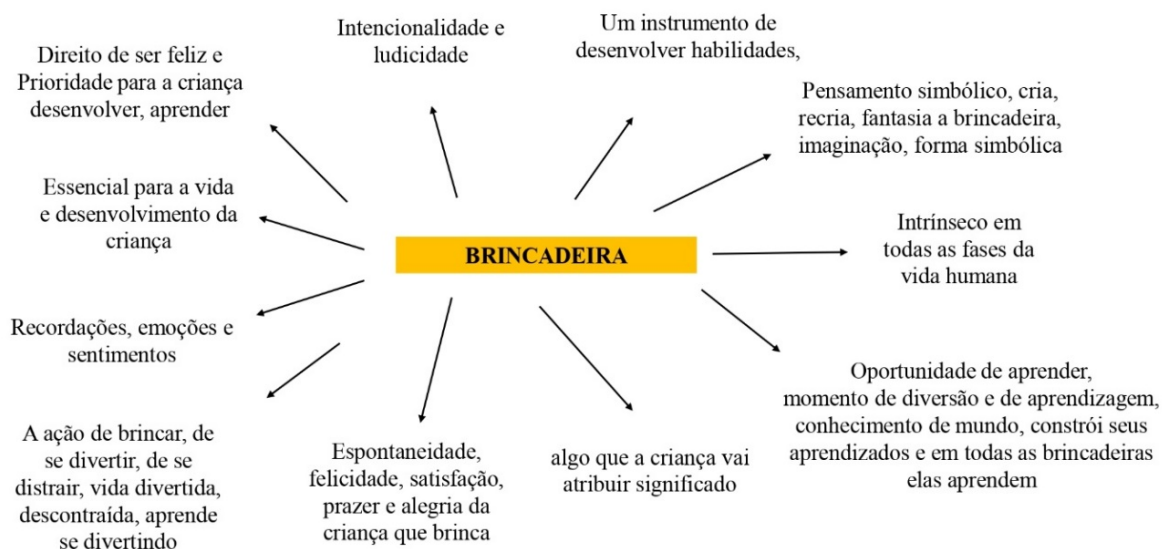 Direito de ser feliz e
Prioridade para a criança
desenvolver, aprender
Intencionalidade e
ludicidade
Um instrumento de
desenvolver habilidades,
Pensamento simbólico, cria,
recria, fantasia a brincadeira,
imaginação, forma simbólica
Essencial para a vida
e desenvolvimento da
criança
BRINCADEIRA
Intrínseco em
todas as fases da
vida humana
Recordações, emoções e
sentimentos
A ação de brincar, de
se divertir, de se
distrair, vida divertida,
descontraída, aprende
se divertindo
Espontaneidade,
felicidade, satisfação,
prazer e alegria da
criança que brinca
algo que a criança vai
atribuir significado
Oportunidade de aprender,
momento de diversão e de aprendizagem,
conhecimento de mundo, constrói seus
aprendizados e em todas as brincadeiras
elas aprendem